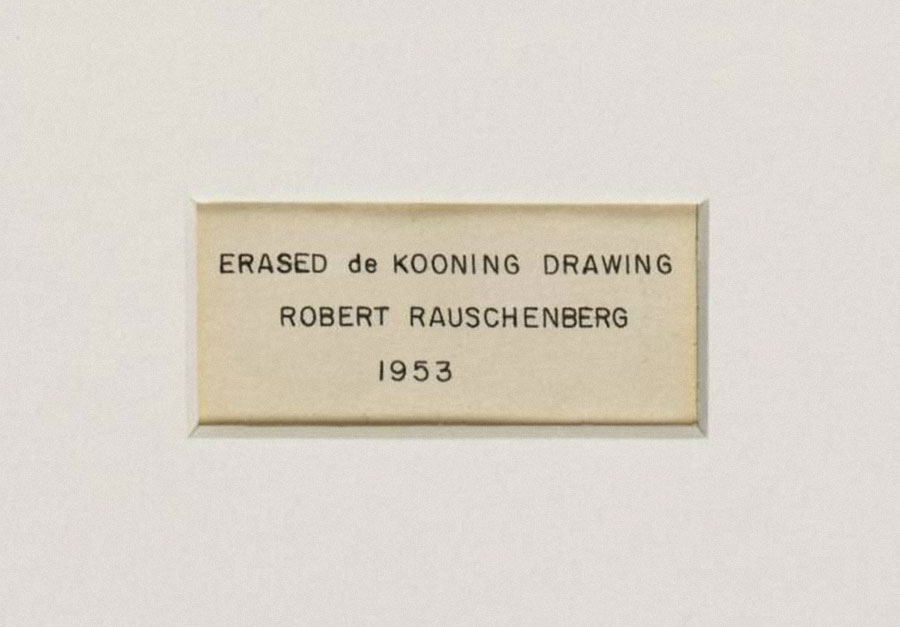 ERASED de KOONING DRAWING
ROBERT RAUSCHENBERG
1953